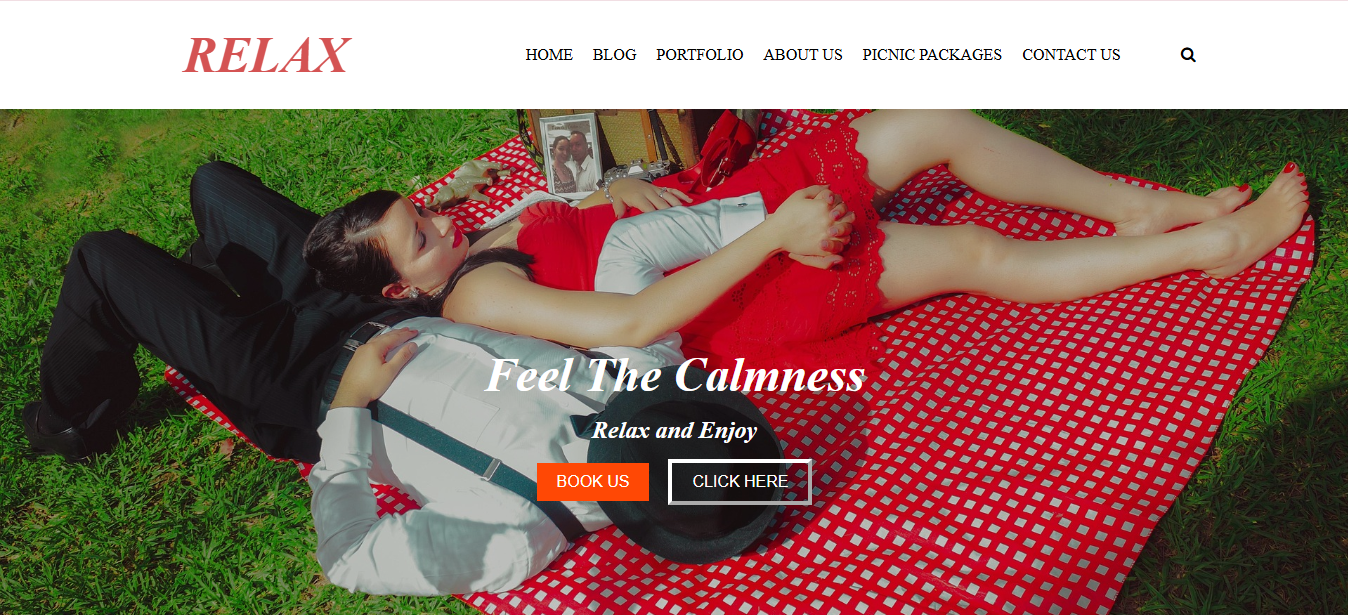 RELAX
HOME BLOG PORTFOLIO ABOUT US PICNIC PACKAGES CONTACT US
Feel The Calmness
Relax and Enjoy
BOOK US CLICK HERE